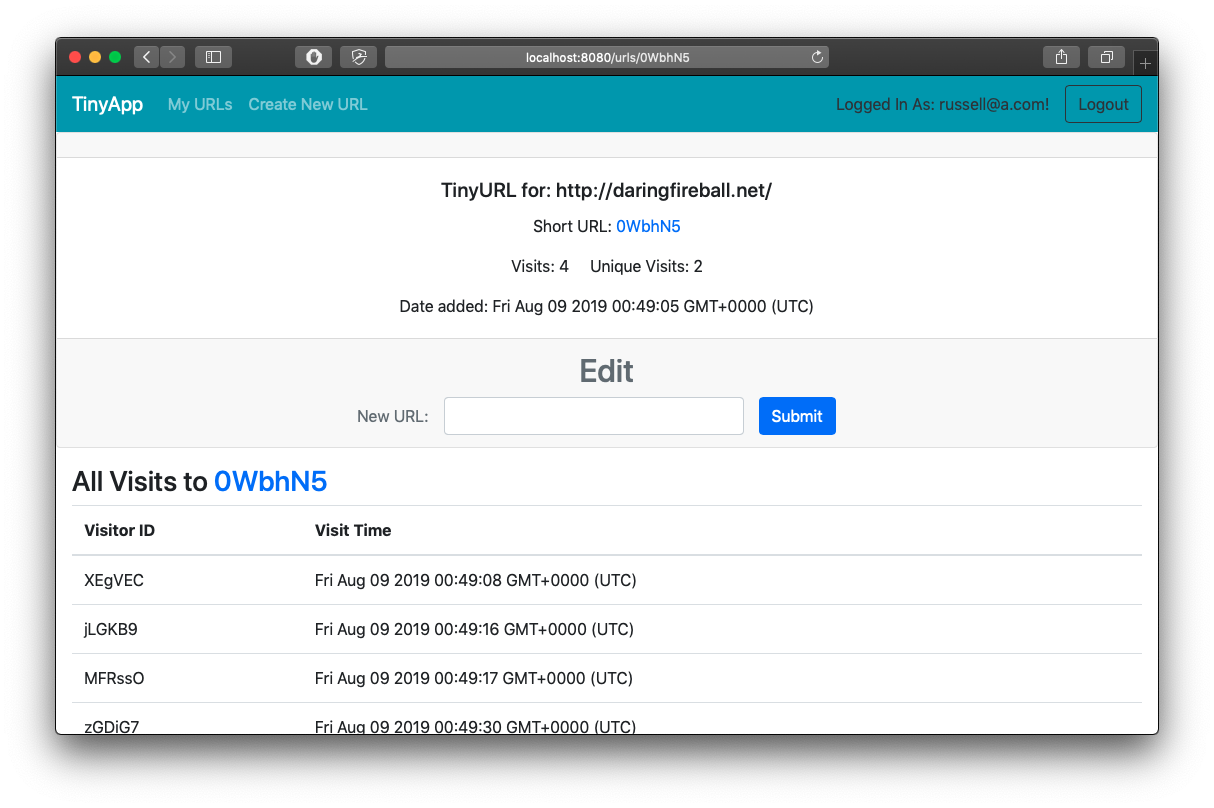 localhost:8080/urls/0WbhN5
TinyApp My URLs Create New URL Logged In As: russell@a.com! Logout
TinyURL for: http://daringfireball.net/
Short URL: 0WbhN5
Visits: 4 Unique Visits: 2
Date added: Fri Aug 09 2019 00:49:05 GMT+0000 (UTC)
Edit
New URL: Submit
All Visits to 0WbhN5
Visitor ID Visit Time
XEgVEC Fri Aug 09 2019 00:49:08 GMT+0000 (UTC)
jLGKB9 Fri Aug 09 2019 00:49:16 GMT+0000 (UTC)
MFRssO Fri Aug 09 2019 00:49:17 GMT+0000 (UTC)
zGDiG7 Fri Aug 09 2019 00:49:30 GMT+0000 (UTC)